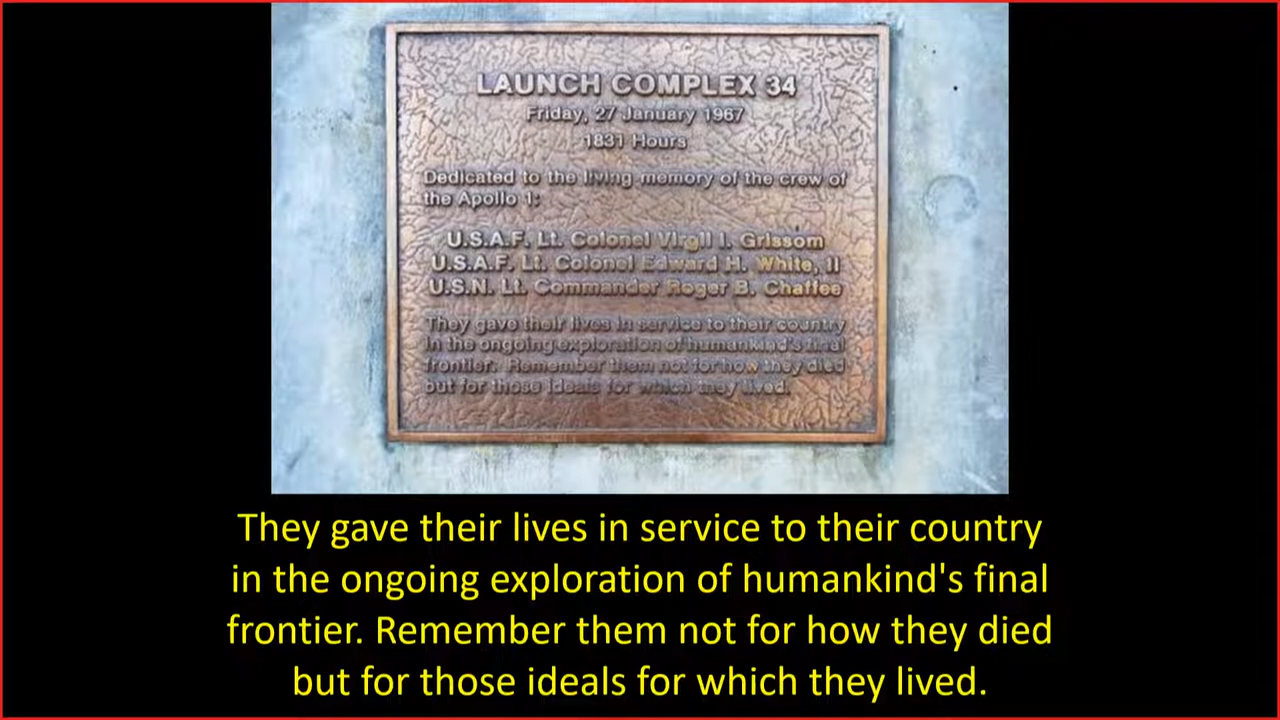 LAUNCH COMPLEX 34
Friday, 27 January 1967
1831 Hours
Dedicated to the living memory of the crew of
the Apollo 1:
U.S.A.F. Lt. Colonel Virgil I. Grissom
U.S.A.F. Lt. Colonel Edward H. White, II
U.S.N. Lt. Commander Roger B. Chaffee
They gave their lives in service to their country
in the ongoing exploration of humankind's final
frontier. Remember them not for how they died
but for those ideals for which they lived.
They gave their lives in service to their country
in the ongoing exploration of humankind's final
frontier. Remember them not for how they died
but for those ideals for which they lived.